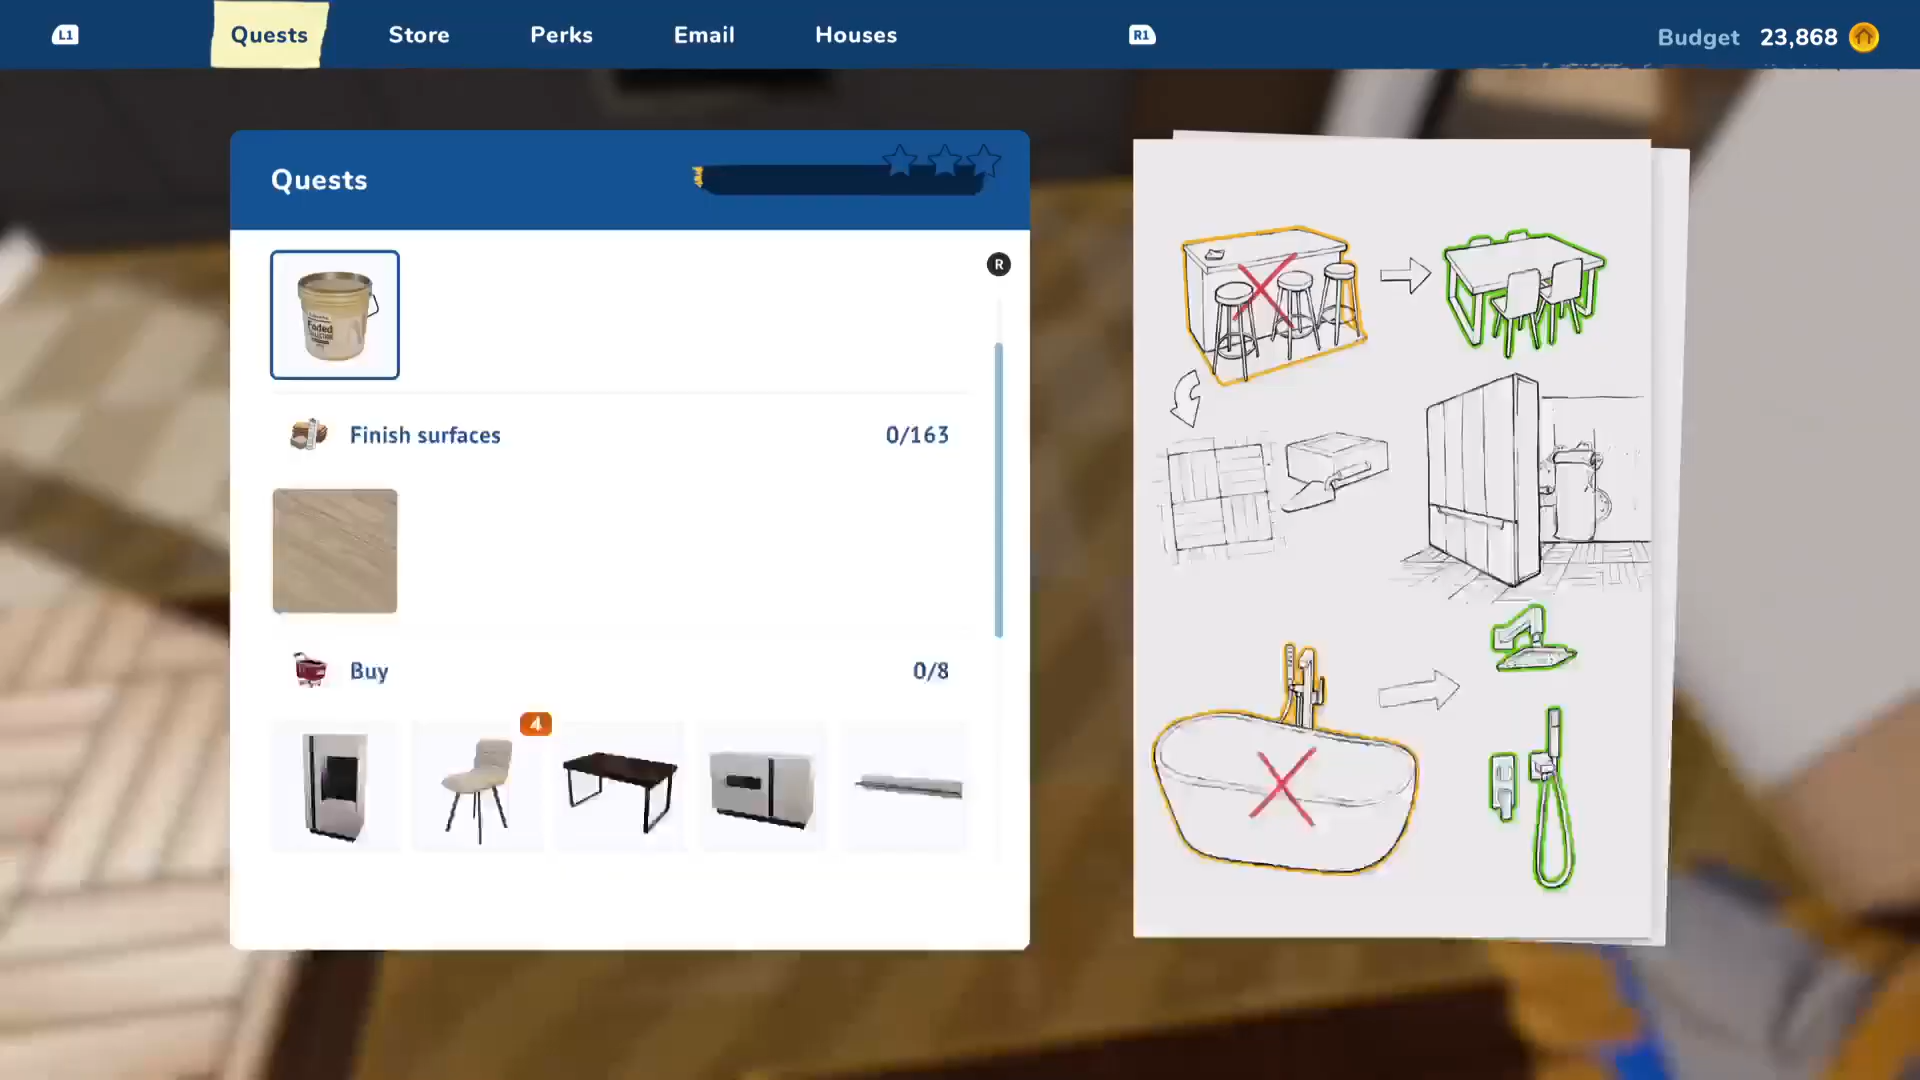 L1
Quests
Store
Perks
Email
Houses
R1
Budget 23,868
Quests
R
Faded
Finish surfaces
0/163
Buy
0/8
4